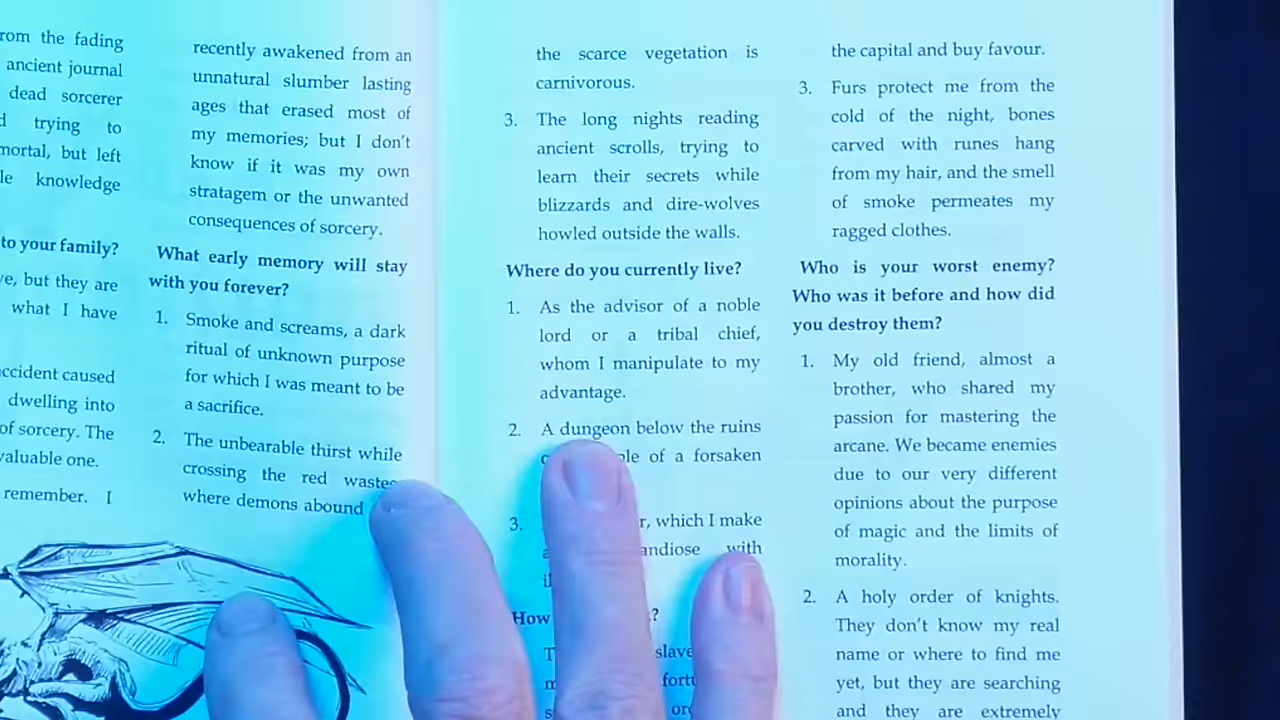 rom the fading
ancient journal
dead sorcerer
trying to
mortal, but left
knowledge
to your family?
but they are
what I have
accident caused
dwelling into
of sorcery. The
valuable one.
remember. I
recently awakened from an
unnatural slumber lasting
ages that erased most of
my memories; but I don't
know if it was my own
stratagem or the unwanted
consequences of sorcery.
What early memory will stay
with you forever?
1. Smoke and screams, a dark
ritual of unknown purpose
for which I was meant to be
a sacrifice.
2. The unbearable thirst while
crossing the red wastes
where demons abound
the scarce vegetation is
carnivorous.
3. The long nights reading
ancient scrolls, trying to
learn their secrets while
blizzards and dire-wolves
howled outside the walls.
Where do you currently live?
1. As the advisor of a noble
lord or a tribal chief,
whom I manipulate to my
advantage.
2. A dungeon below the ruins
of a forsaken
3. which I make
with
How ?
slave
the capital and buy favour.
3. Furs protect me from the
cold of the night, bones
carved with runes hang
from my hair, and the smell
of smoke permeates my
ragged clothes.
Who is your worst enemy?
Who was it before and how did
you destroy them?
1. My old friend, almost a
brother, who shared my
passion for mastering the
arcane. We became enemies
due to our very different
opinions about the purpose
of magic and the limits of
morality.
2. A holy order of knights.
They don't know my real
name or where to find me
yet, but they are searching
and they are extremely